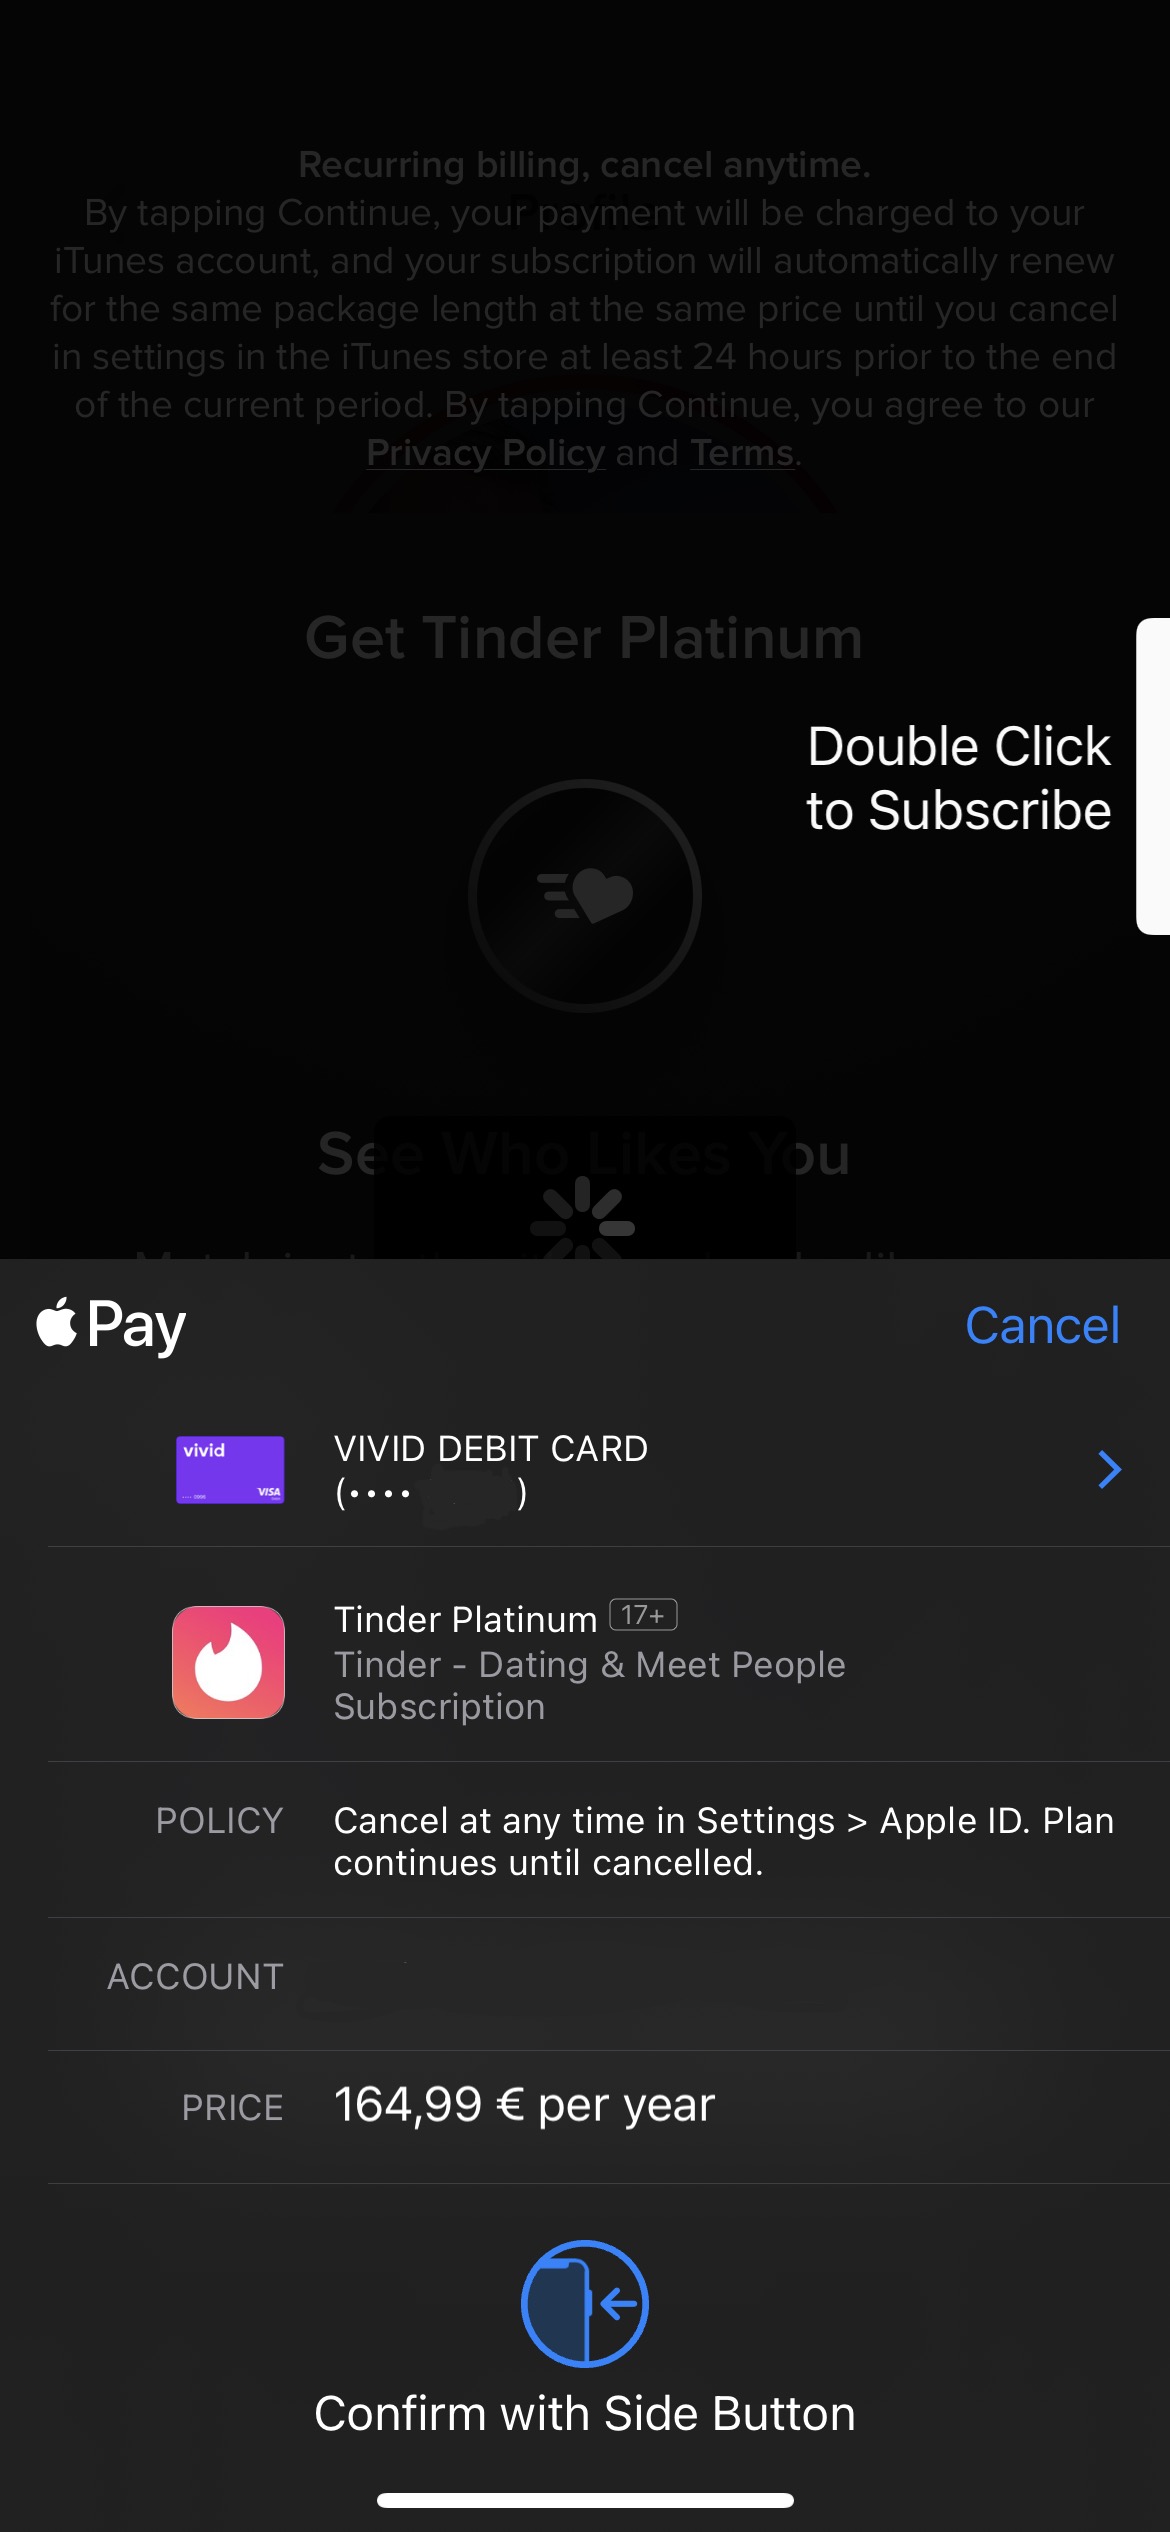 Recurring billing, cancel anytime.
By tapping Continue, your payment will be charged to your
iTunes account, and your subscription will automatically renew
for the same package length at the same price until you cancel
in settings in the iTunes store at least 24 hours prior to the end
of the current period. By tapping Continue, you agree to our
Privacy Policy and Terms.
Get Tinder Platinum
Double Click
to Subscribe
See Who Likes You
Pay
Cancel
vivid
VISA
VIVID DEBIT CARD
(•••• )
Tinder Platinum 17+
Tinder - Dating & Meet People
Subscription
POLICY
Cancel at any time in Settings > Apple ID. Plan
continues until cancelled.
ACCOUNT
PRICE
164,99 € per year
Confirm with Side Button